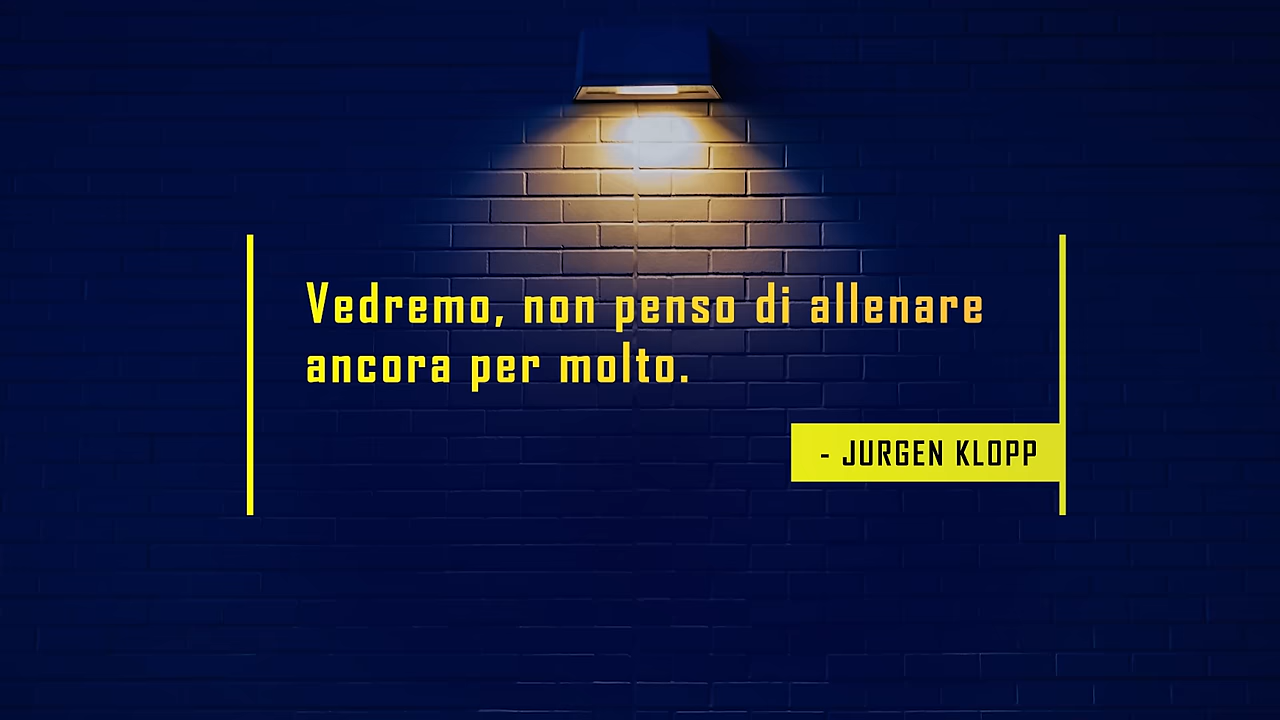 Vedremo, non penso di allenare
ancora per molto.
- JURGEN KLOPP